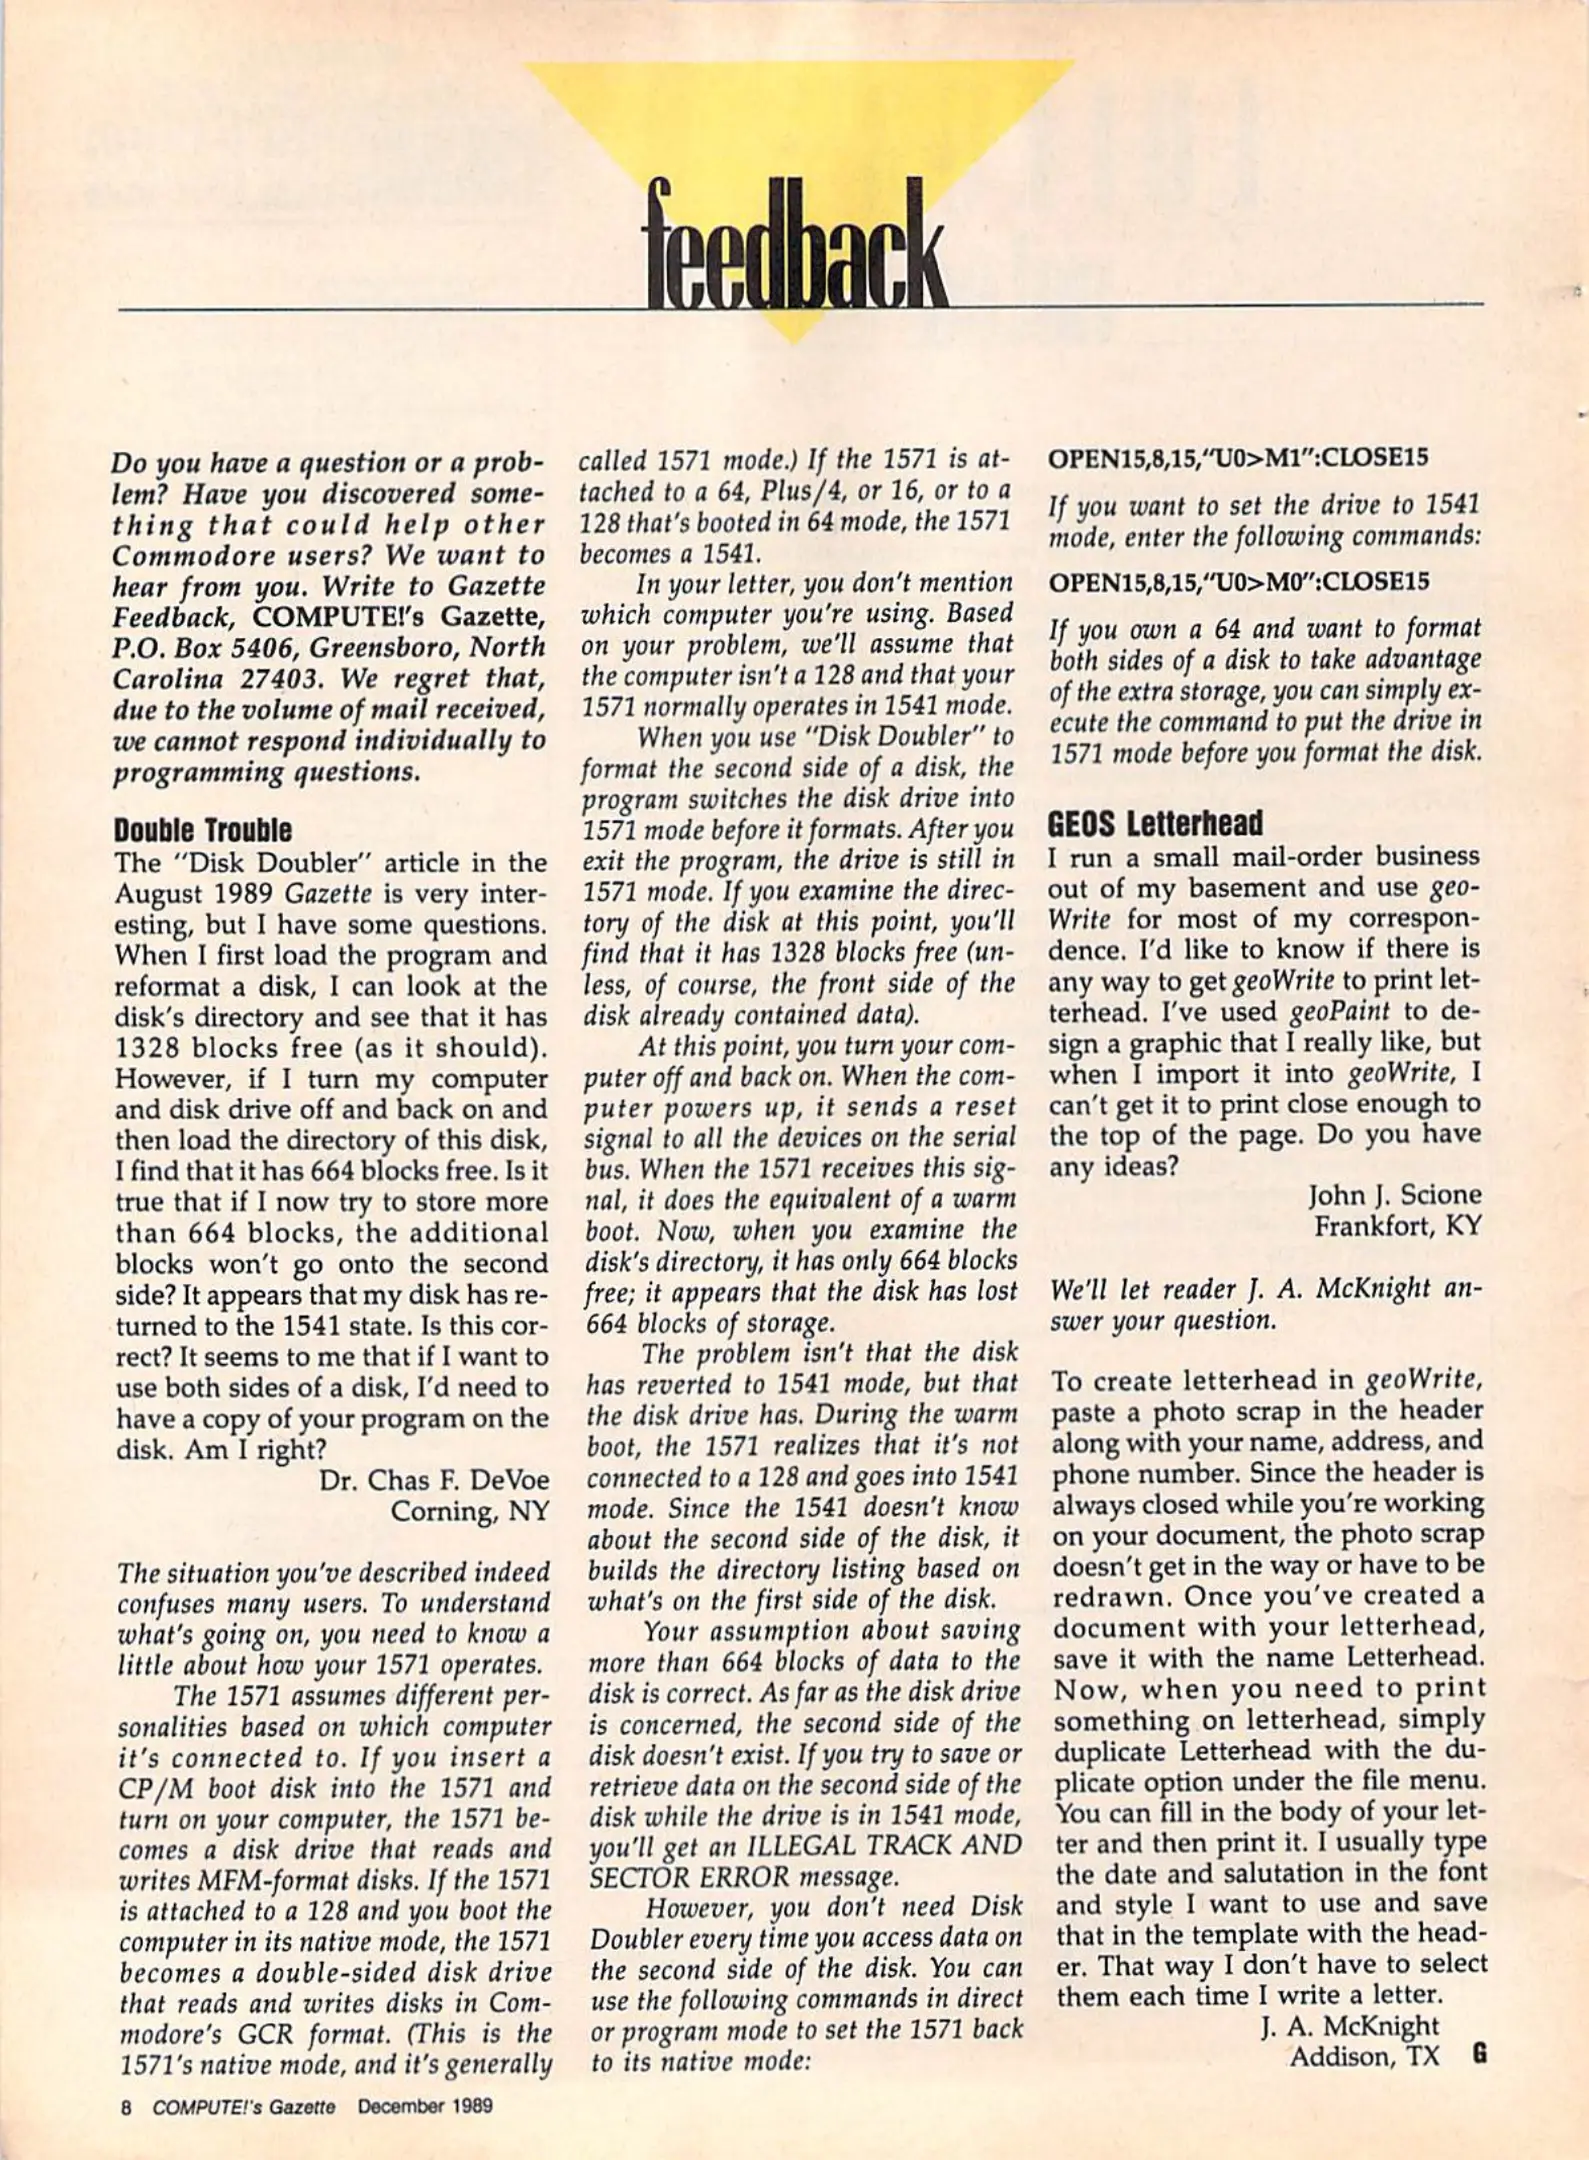 feedback
Do you have a question or a prob-
lem? Have you discovered some-
thing that could help other
Commodore users? We want to
hear from you. Write to Gazette
Feedback, COMPUTE!'s Gazette,
P.O. Box 5406, Greensboro, North
Carolina 27403. We regret that,
due to the volume of mail received,
we cannot respond individually to
programming questions.
Double Trouble
The "Disk Doubler" article in the
August 1989 Gazette is very inter-
esting, but I have some questions.
When I first load the program and
reformat a disk, I can look at the
disk's directory and see that it has
1328 blocks free (as it should).
However, if I turn my computer
and disk drive off and back on and
then load the directory of this disk,
I find that it has 664 blocks free. Is it
true that if I now try to store more
than 664 blocks, the additional
blocks won't go onto the second
side? It appears that my disk has re-
turned to the 1541 state. Is this cor-
rect? It seems to me that if I want to
use both sides of a disk, I'd need to
have a copy of your program on the
disk. Am I right?
Dr. Chas F. DeVoe
Corning, NY
The situation you've described indeed
confuses many users. To understand
what's going on, you need to know a
little about how your 1571 operates.
The 1571 assumes different per-
sonalities based on which computer
it's connected to. If you insert a
CP/M boot disk into the 1571 and
turn on your computer, the 1571 be-
comes a disk drive that reads and
writes MFM-format disks. If the 1571
is attached to a 128 and you boot the
computer in its native mode, the 1571
becomes a double-sided disk drive
that reads and writes disks in Com-
modore's GCR format. (This is the
1571's native mode, and it's generally
called 1571 mode.) If the 1571 is at-
tached to a 64, Plus/4, or 16, or to a
128 that's booted in 64 mode, the 1571
becomes a 1541.
In your letter, you don't mention
which computer you're using. Based
on your problem, we'll assume that
the computer isn't a 128 and that your
1571 normally operates in 1541 mode.
When you use "Disk Doubler" to
format the second side of a disk, the
program switches the disk drive into
1571 mode before it formats. After you
exit the program, the drive is still in
1571 mode. If you examine the direc-
tory of the disk at this point, you'll
find that it has 1328 blocks free (un-
less, of course, the front side of the
disk already contained data).
At this point, you turn your com-
puter off and back on. When the com-
puter powers up, it sends a reset
signal to all the devices on the serial
bus. When the 1571 receives this sig-
nal, it does the equivalent of a warm
boot. Now, when you examine the
disk's directory, it has only 664 blocks
free; it appears that the disk has lost
664 blocks of storage.
The problem isn't that the disk
has reverted to 1541 mode, but that
the disk drive has. During the warm
boot, the 1571 realizes that it's not
connected to a 128 and goes into 1541
mode. Since the 1541 doesn't know
about the second side of the disk, it
builds the directory listing based on
what's on the first side of the disk.
Your assumption about saving
more than 664 blocks of data to the
disk is correct. As far as the disk drive
is concerned, the second side of the
disk doesn't exist. If you try to save or
retrieve data on the second side of the
disk while the drive is in 1541 mode,
you'll get an ILLEGAL TRACK AND
SECTOR ERROR message.
However, you don't need Disk
Doubler every time you access data on
the second side of the disk. You can
use the following commands in direct
or program mode to set the 1571 back
to its native mode:
OPEN15,8,15,"U0>M1":CLOSE15
If you want to set the drive to 1541
mode, enter the following commands:
OPEN15,8,15,"U0>M0":CLOSE15
If you own a 64 and want to format
both sides of a disk to take advantage
of the extra storage, you can simply ex-
ecute the command to put the drive in
1571 mode before you format the disk.
GEOS Letterhead
I run a small mail-order business
out of my basement and use geo-
Write for most of my correspon-
dence. I'd like to know if there is
any way to get geoWrite to print let-
terhead. I've used geoPaint to de-
sign a graphic that I really like, but
when I import it into geoWrite, I
can't get it to print close enough to
the top of the page. Do you have
any ideas?
John J. Scione
Frankfort, KY
We'll let reader J. A. McKnight an-
swer your question.
To create letterhead in geoWrite,
paste a photo scrap in the header
along with your name, address, and
phone number. Since the header is
always closed while you're working
on your document, the photo scrap
doesn't get in the way or have to be
redrawn. Once you've created a
document with your letterhead,
save it with the name Letterhead.
Now, when you need to print
something on letterhead, simply
duplicate Letterhead with the du-
plicate option under the file menu.
You can fill in the body of your let-
ter and then print it. I usually type
the date and salutation in the font
and style I want to use and save
that in the template with the head-
er. That way I don't have to select
them each time I write a letter.
J. A. McKnight
Addison, TX G
8 COMPUTE!'s Gazette December 1989